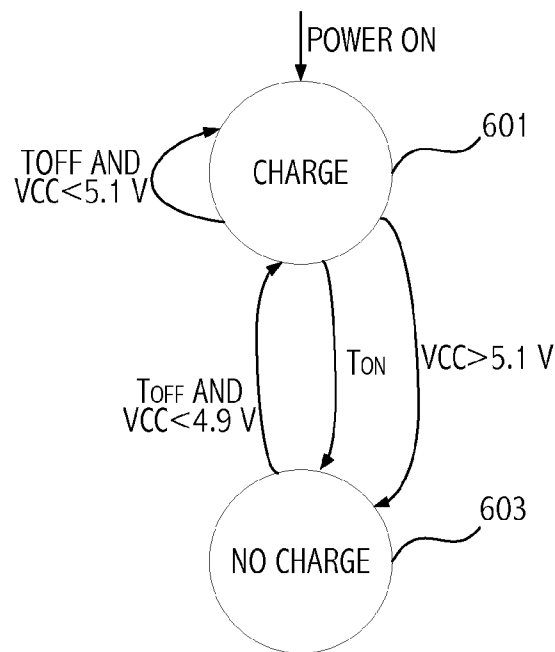 POWER ON
601
TOFF AND
VCC<5.1 V
CHARGE
TON
VCC>5.1 V
TOFF AND
VCC<4.9 V
603
NO CHARGE